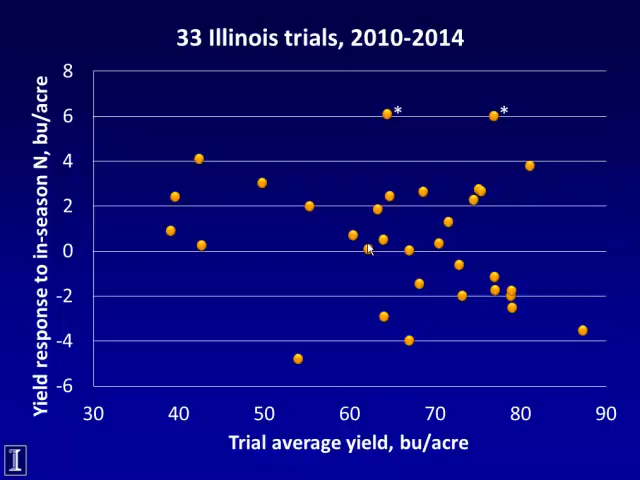 33 Illinois trials, 2010-2014
Yield response to in-season N, bu/acre
8
6
4
2
0
-2
-4
-6
* *
30 40 50 60 70 80 90
Trial average yield, bu/acre
I